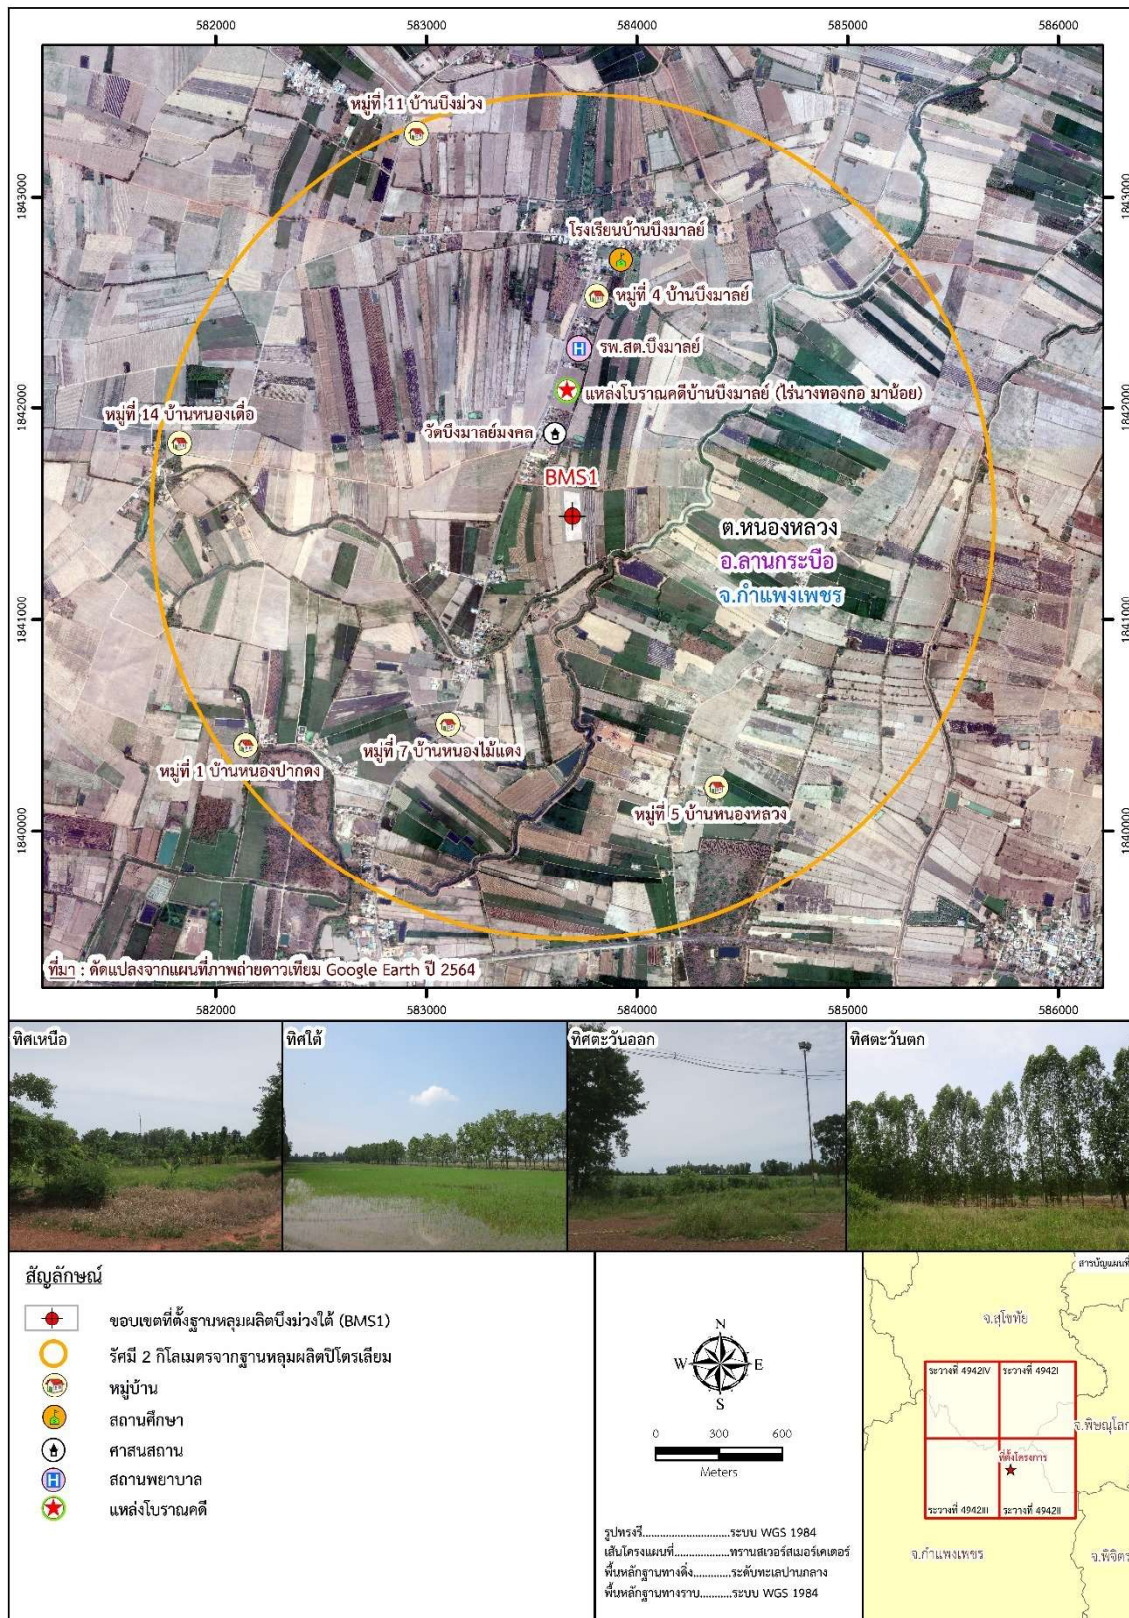 582000 583000 584000 585000 586000
หมู่ที่ 11 บ้านบึงม่วง
1843000 1843000
โรงเรียนบ้านบึงมาลย์
หมู่ที่ 4 บ้านบึงมาลย์
รพ.สต.บึงมาลย์
แหล่งโบราณคดีบ้านบึงมาลย์ (ไร่นางทองกอ มาน้อย)
1842000 1842000
หมู่ที่ 14 บ้านหนองเตื่อ
วัดบึงมาลย์มงคล
BMS1
ต.หนองหลวง
อ.ลานกระบือ
จ.กำแพงเพชร
1841000 1841000
หมู่ที่ 7 บ้านหนองไม้แดง
หมู่ที่ 1 บ้านหนองปากดง
หมู่ที่ 5 บ้านหนองหลวง
1840000 1840000
ที่มา : ดัดแปลงจากแผนที่ภาพถ่ายดาวเทียม Google Earth ปี 2564
582000 583000 584000 585000 586000
ทิศเหนือ
ทิศใต้
ทิศตะวันออก
ทิศตะวันตก
สัญลักษณ์
ขอบเขตที่ตั้งฐานหลุมผลิตบึงม่วงใต้ (BMS1)
รัศมี 2 กิโลเมตรจากฐานหลุมผลิตปิโตรเลียม
หมู่บ้าน
สถานศึกษา
ศาสนสถาน
สถานพยาบาล
แหล่งโบราณคดี
N
W E
S
0 300 600
Meters
รูปทรงรี.............................ระบบ WGS 1984
เส้นโครงแผนที่...................ทรานสเวอร์สเมอร์เคเตอร์
พื้นหลักฐานทางดิ่ง.............ระดับทะเลปานกลาง
พื้นหลักฐานทางราบ...........ระบบ WGS 1984
สารบัญแผนที่
จ.สุโขทัย
ระวางที่ 4942IV ระวางที่ 4942I
จ.พิษณุโลก
ที่ตั้งโครงการ
ระวางที่ 4942III ระวางที่ 4942II
จ.กำแพงเพชร
จ.พิจิตร